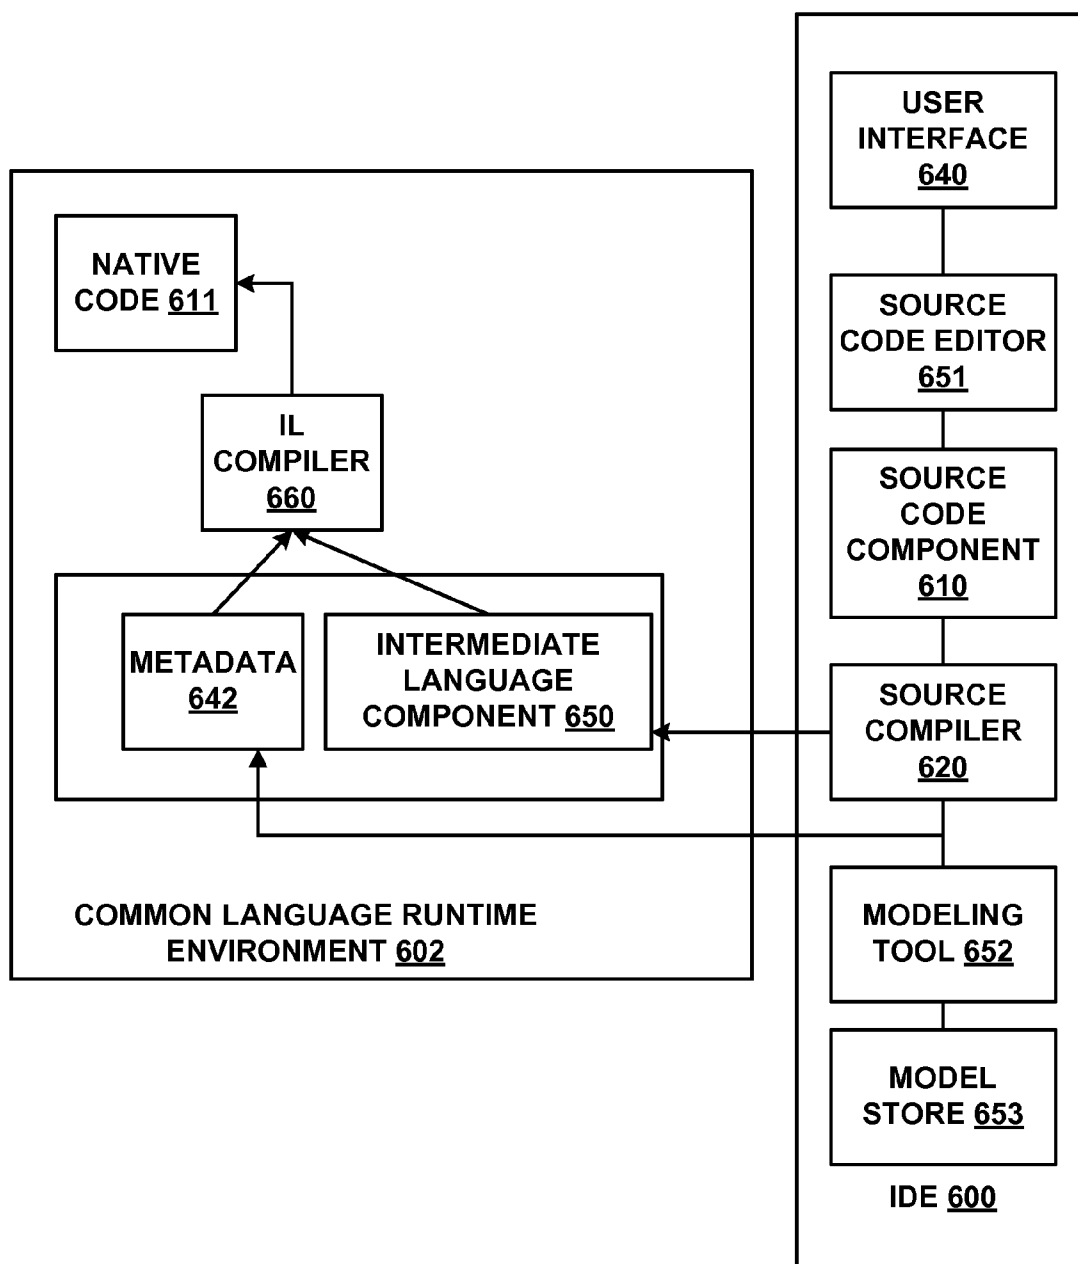 USER
INTERFACE
640
NATIVE
CODE 611
SOURCE
CODE EDITOR
651
IL
COMPILER
660
SOURCE
CODE
COMPONENT
610
METADATA
642
INTERMEDIATE
LANGUAGE
COMPONENT 650
SOURCE
COMPILER
620
COMMON LANGUAGE RUNTIME
ENVIRONMENT 602
MODELING
TOOL 652
MODEL
STORE 653
IDE 600